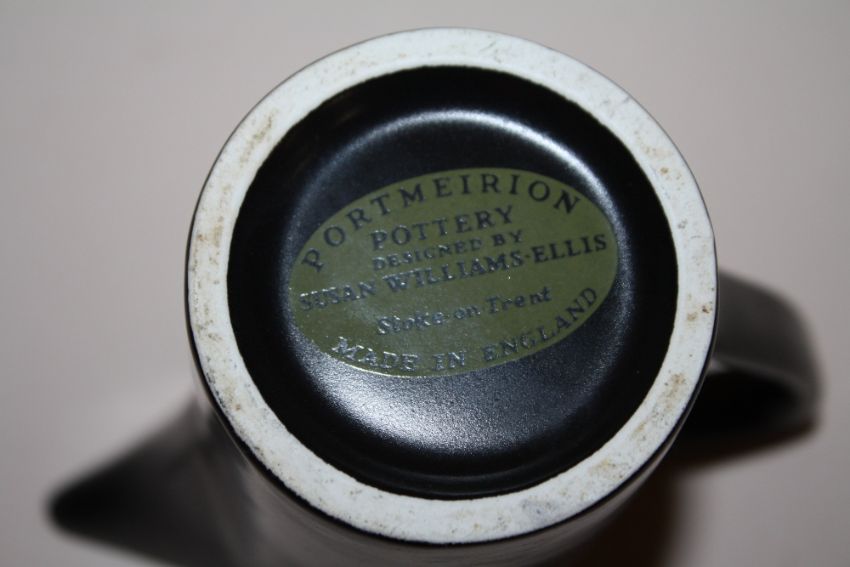 PORTMEIRION
POTTERY
DESIGNED BY
SUSAN WILLIAMS-ELLIS
Stoke-on-Trent
MADE IN ENGLAND